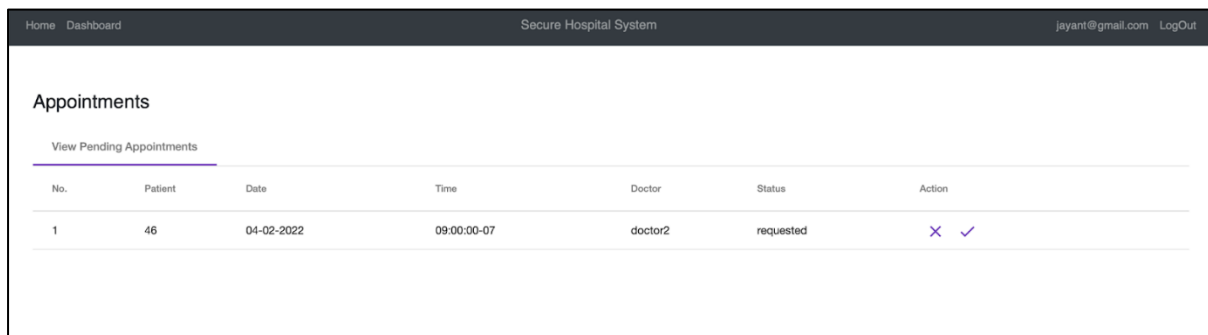 Home Dashboard Secure Hospital System jayant@gmail.com LogOut
Appointments
View Pending Appointments
No. Patient Date Time Doctor Status Action
1 46 04-02-2022 09:00:00-07 doctor2 requested